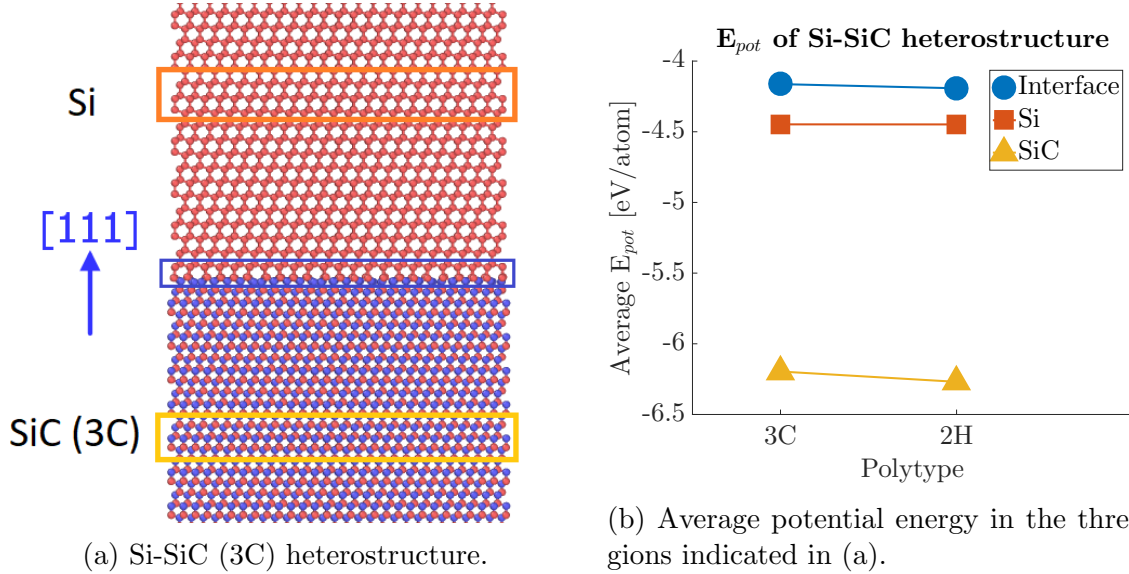 Si
[111]
SiC (3C)
(a) Si-SiC (3C) heterostructure.
E_pot of Si-SiC heterostructure
-4
-4.5
-5
-5.5
-6
-6.5
Average E_pot [eV/atom]
Interface
Si
SiC
3C
2H
Polytype
(b) Average potential energy in the thre
gions indicated in (a).